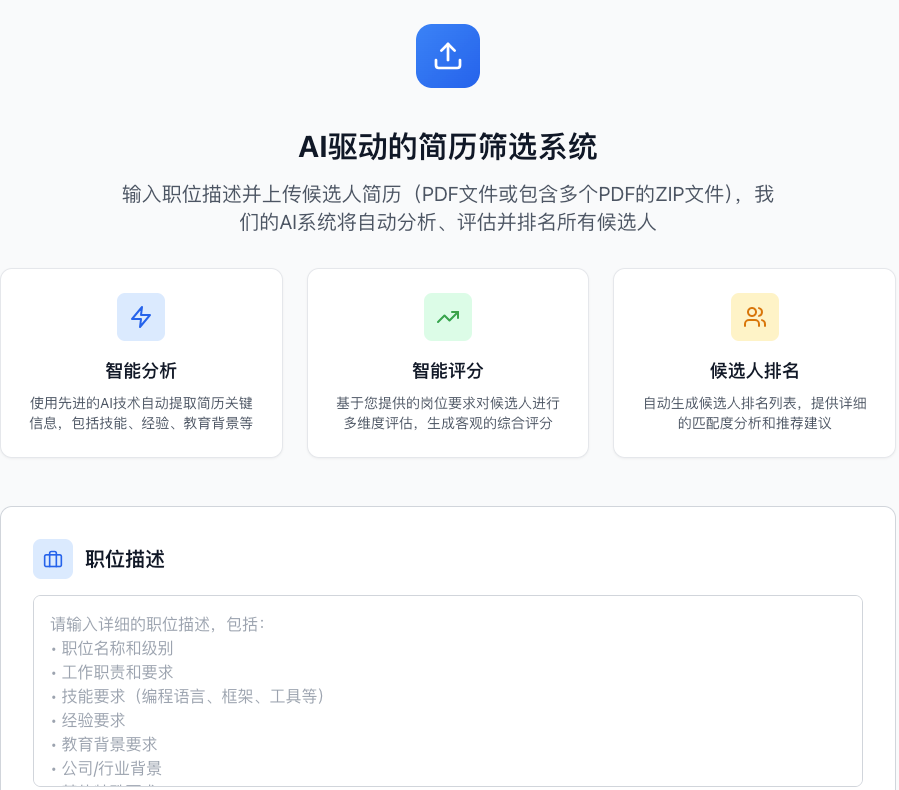 AI驱动的简历筛选系统
输入职位描述并上传候选人简历（PDF文件或包含多个PDF的ZIP文件），我
们的AI系统将自动分析、评估并排名所有候选人
智能分析
使用先进的AI技术自动提取简历关键
信息，包括技能、经验、教育背景等
智能评分
基于您提供的岗位要求对候选人进行
多维度评估，生成客观的综合评分
候选人排名
自动生成候选人排名列表，提供详细
的匹配度分析和推荐建议
职位描述
请输入详细的职位描述，包括：
• 职位名称和级别
• 工作职责和要求
• 技能要求（编程语言、框架、工具等）
• 经验要求
• 教育背景要求
• 公司/行业背景